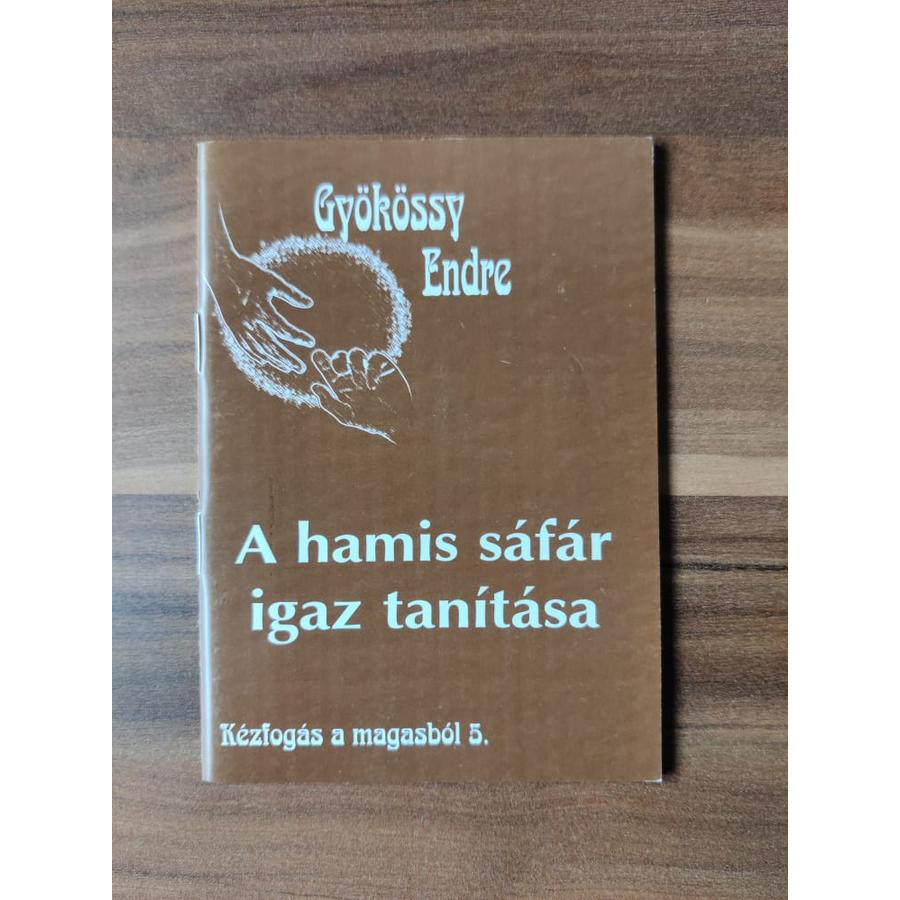 Gyökössy
Endre
A hamis sáfár
igaz tanítása
Kézfogás a magasból 5.